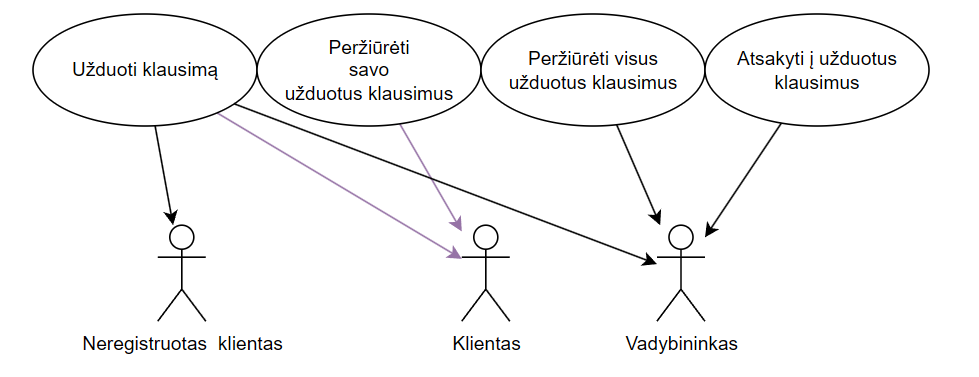 Užduoti klausimą
Peržiūrėti
savo
užduotus klausimus
Peržiūrėti visus
užduotus klausimus
Atsakyti į užduotus
klausimus
Neregistruotas klientas
Klientas
Vadybininkas